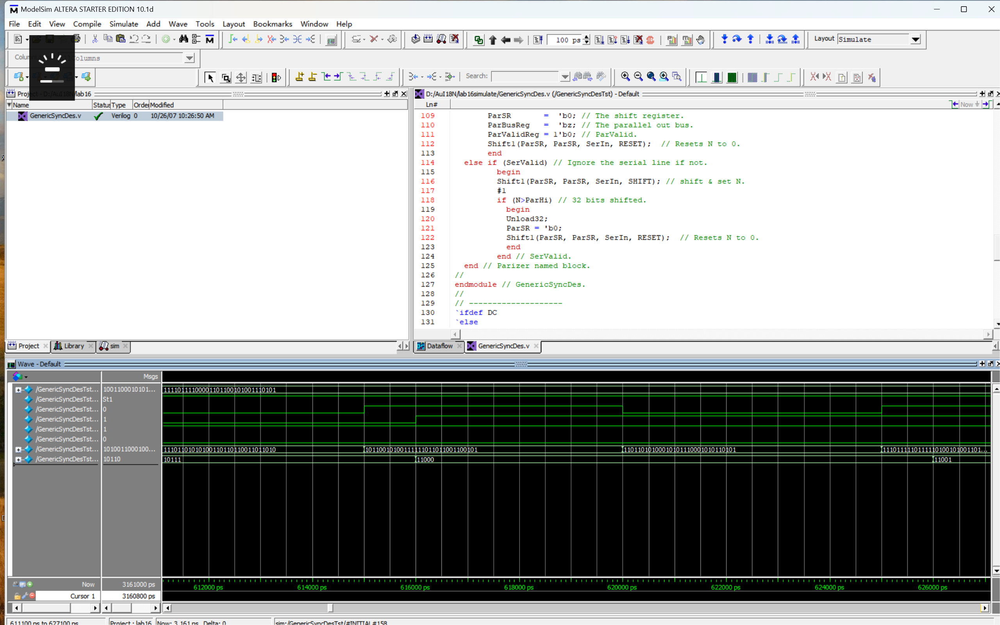 ModelSim ALTERA STARTER EDITION 10.1d
File Edit View Compile Simulate Add Wave Tools Layout Bookmarks Window Help
100 ps
Layout Simulate
Columns
Search:
Project - D:/AuI18N/lab16
Name Status Type Order Modified
GenericSyncDes.v Verilog 0 10/26/07 10:26:50 AM
D:/AuI18N/lab16simulate/GenericSyncDes.v (/GenericSyncDesTst) - Default
Ln# Now
109 ParSR = 'b0; // The shift register.
110 ParBusReg = 'bz; // The parallel out bus.
111 ParValidReg = 1'b0; // ParValid.
112 Shift1(ParSR, ParSR, SerIn, RESET); // Resets N to 0.
113 end
114 else if (SerValid) // Ignore the serial line if not.
115 begin
116 Shift1(ParSR, ParSR, SerIn, SHIFT); // shift & set N.
117 #1
118 if (N>ParHi) // 32 bits shifted.
119 begin
120 Unload32;
121 ParSR = 'b0;
122 Shift1(ParSR, ParSR, SerIn, RESET); // Resets N to 0.
123 end
124 end // SerValid.
125 end // Parizer named block.
126 //
127 endmodule // GenericSyncDes.
128 //
129 // --------------------
130 `ifdef DC
131 `else
Project Library sim
Dataflow GenericSyncDes.v
Wave - Default
Msgs
/GenericSyncDesTst... 1001100010101... 11110111100001101100101001110101
/GenericSyncDesTst... St1
/GenericSyncDesTst... 0
/GenericSyncDesTst... 1
/GenericSyncDesTst... 1
/GenericSyncDesTst... 0
/GenericSyncDesTst... 1010011000100... 11101101010100110110110011011010 10110010100111111101101100110010​1 11011010100010101110001010110101 1110111110111110100101001101...
/GenericSyncDesTst... 10110 10111 11000 11001
Now 3161000 ps 612000 ps 614000 ps 616000 ps 618000 ps 620000 ps 622000 ps 624000 ps 626000 ps
Cursor 1 3160800 ps
611100 ps to 627100 ps Project : lab16 Now: 3,161 ns Delta: 0 sim:/GenericSyncDesTst/#INITIAL#158